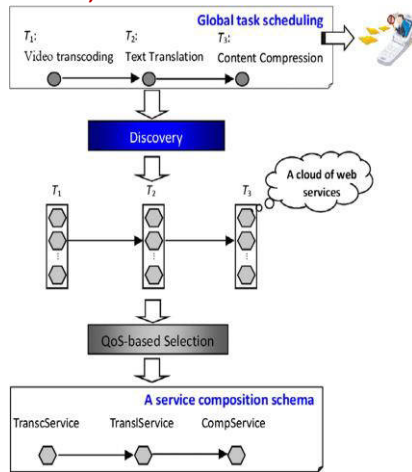 Global task scheduling
T1: T2: T3:
Video transcoding Text Translation Content Compression
Discovery
A cloud of web
services
T1 T2 T3
QoS-based Selection
A service composition schema
TranscService TranslService CompService